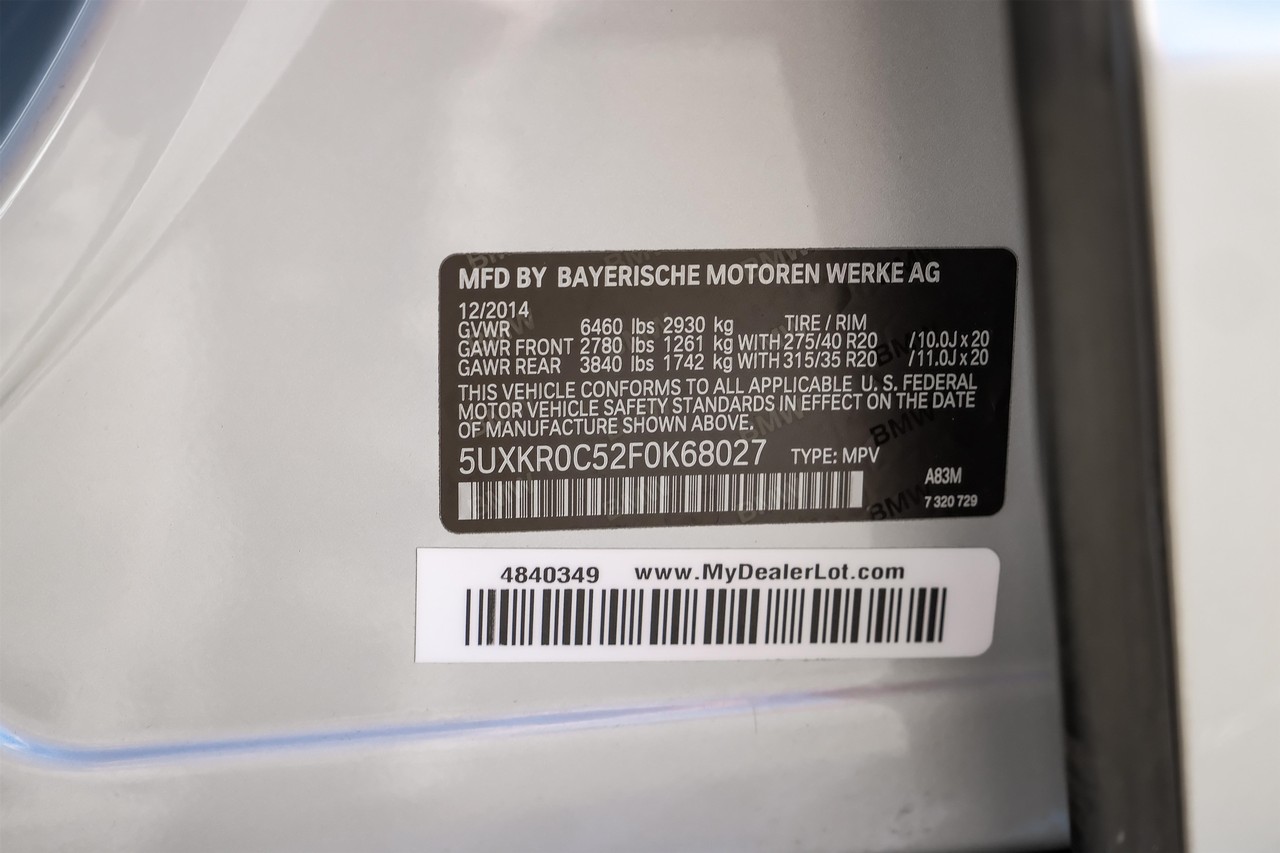 MFD BY BAYERISCHE MOTOREN WERKE AG
12/2014
GVWR 6460 lbs 2930 kg TIRE / RIM
GAWR FRONT 2780 lbs 1261 kg WITH 275/40 R20 /10.0J x 20
GAWR REAR 3840 lbs 1742 kg WITH 315/35 R20 /11.0J x 20
THIS VEHICLE CONFORMS TO ALL APPLICABLE U. S. FEDERAL
MOTOR VEHICLE SAFETY STANDARDS IN EFFECT ON THE DATE
OF MANUFACTURE SHOWN ABOVE.
5UXKR0C52F0K68027 TYPE: MPV
A83M
7 320 729
4840349 www.MyDealerLot.com